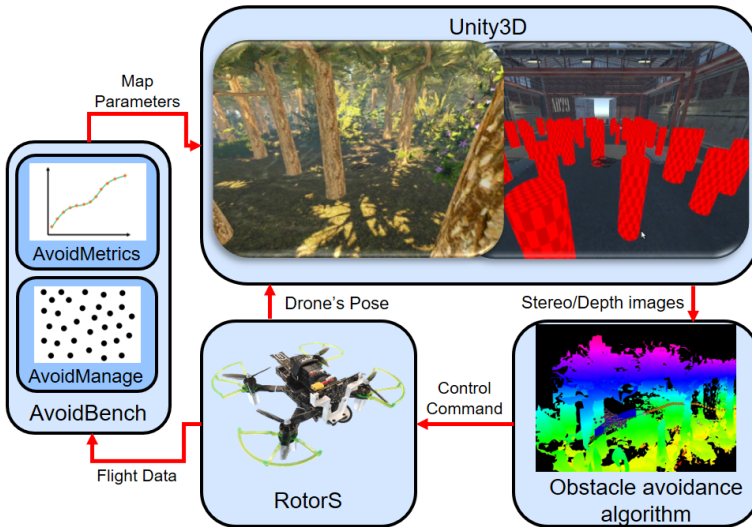 Unity3D
Map
Parameters
AvoidMetrics
AvoidManage
AvoidBench
Drone's Pose
Stereo/Depth images
Control
Command
Flight Data
RotorS
Obstacle avoidance
algorithm